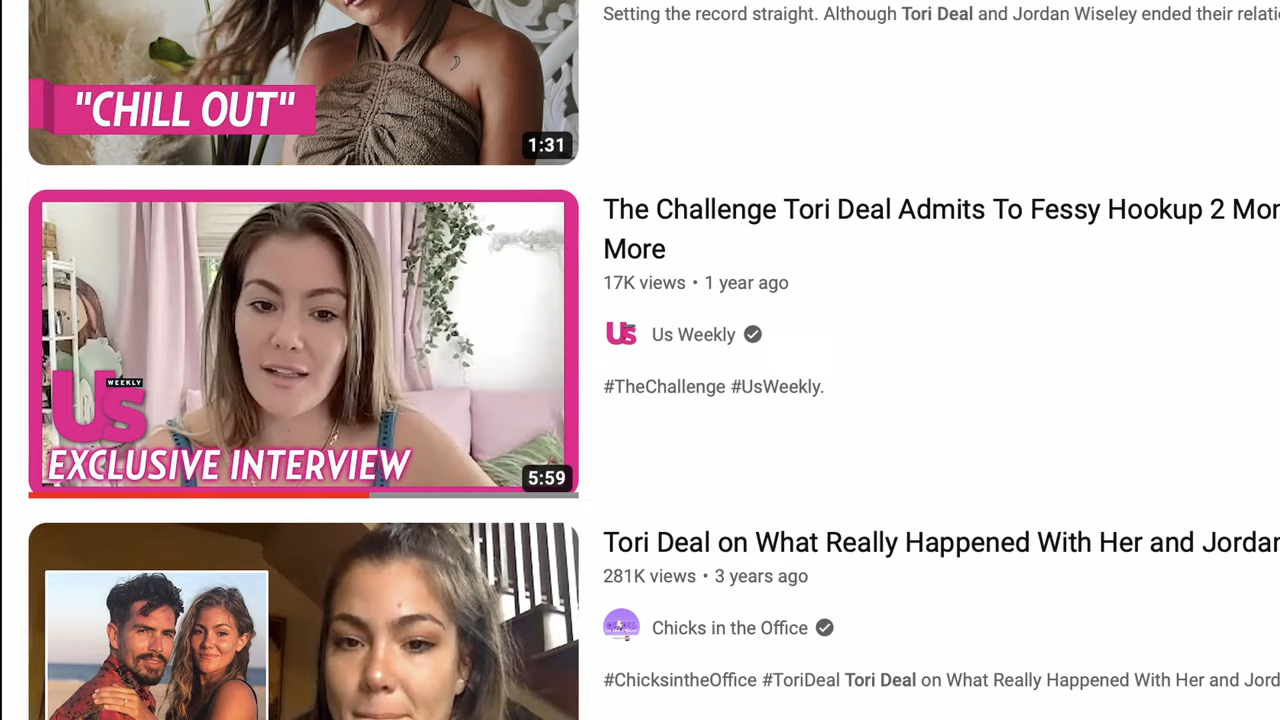 Setting the record straight. Although Tori Deal and Jordan Wiseley ended their relati
"CHILL OUT"
1:31
The Challenge Tori Deal Admits To Fessy Hookup 2 Mon
More
17K views • 1 year ago
Us Weekly
#TheChallenge #UsWeekly.
Us WEEKLY
EXCLUSIVE INTERVIEW
5:59
Tori Deal on What Really Happened With Her and Jordan
281K views • 3 years ago
Chicks in the Office
#ChicksintheOffice #ToriDeal Tori Deal on What Really Happened With Her and Jord